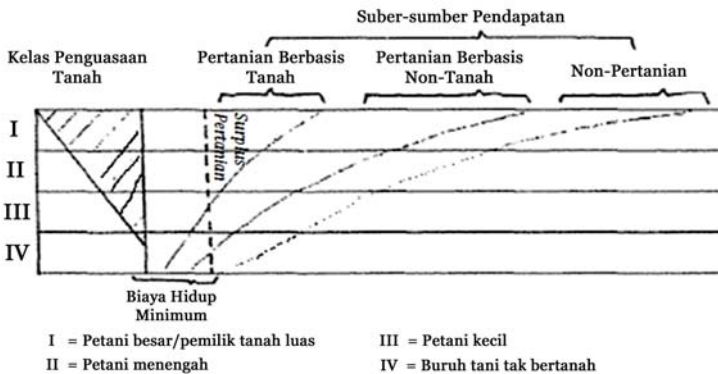 Suber-sumber Pendapatan
Kelas Penguasaan
Tanah
Pertanian Berbasis
Tanah
Pertanian Berbasis
Non-Tanah
Non-Pertanian
I
II
III
IV
Surplus
Pertanian
Biaya Hidup
Minimum
I = Petani besar/pemilik tanah luas
II = Petani menengah
III = Petani kecil
IV = Buruh tani tak bertanah